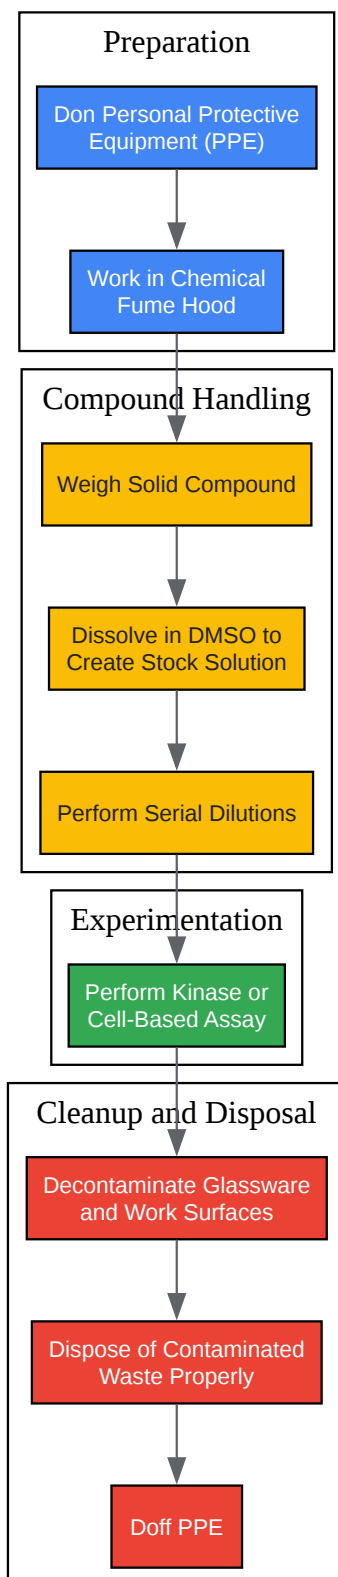 Preparation
Don Personal Protective
Equipment (PPE)
Work in Chemical
Fume Hood
Compound Handling
Weigh Solid Compound
Dissolve in DMSO to
Create Stock Solution
Perform Serial Dilutions
Experimentation
Perform Kinase or
Cell-Based Assay
Cleanup and Disposal
Decontaminate Glassware
and Work Surfaces
Dispose of Contaminated
Waste Properly
Doff PPE